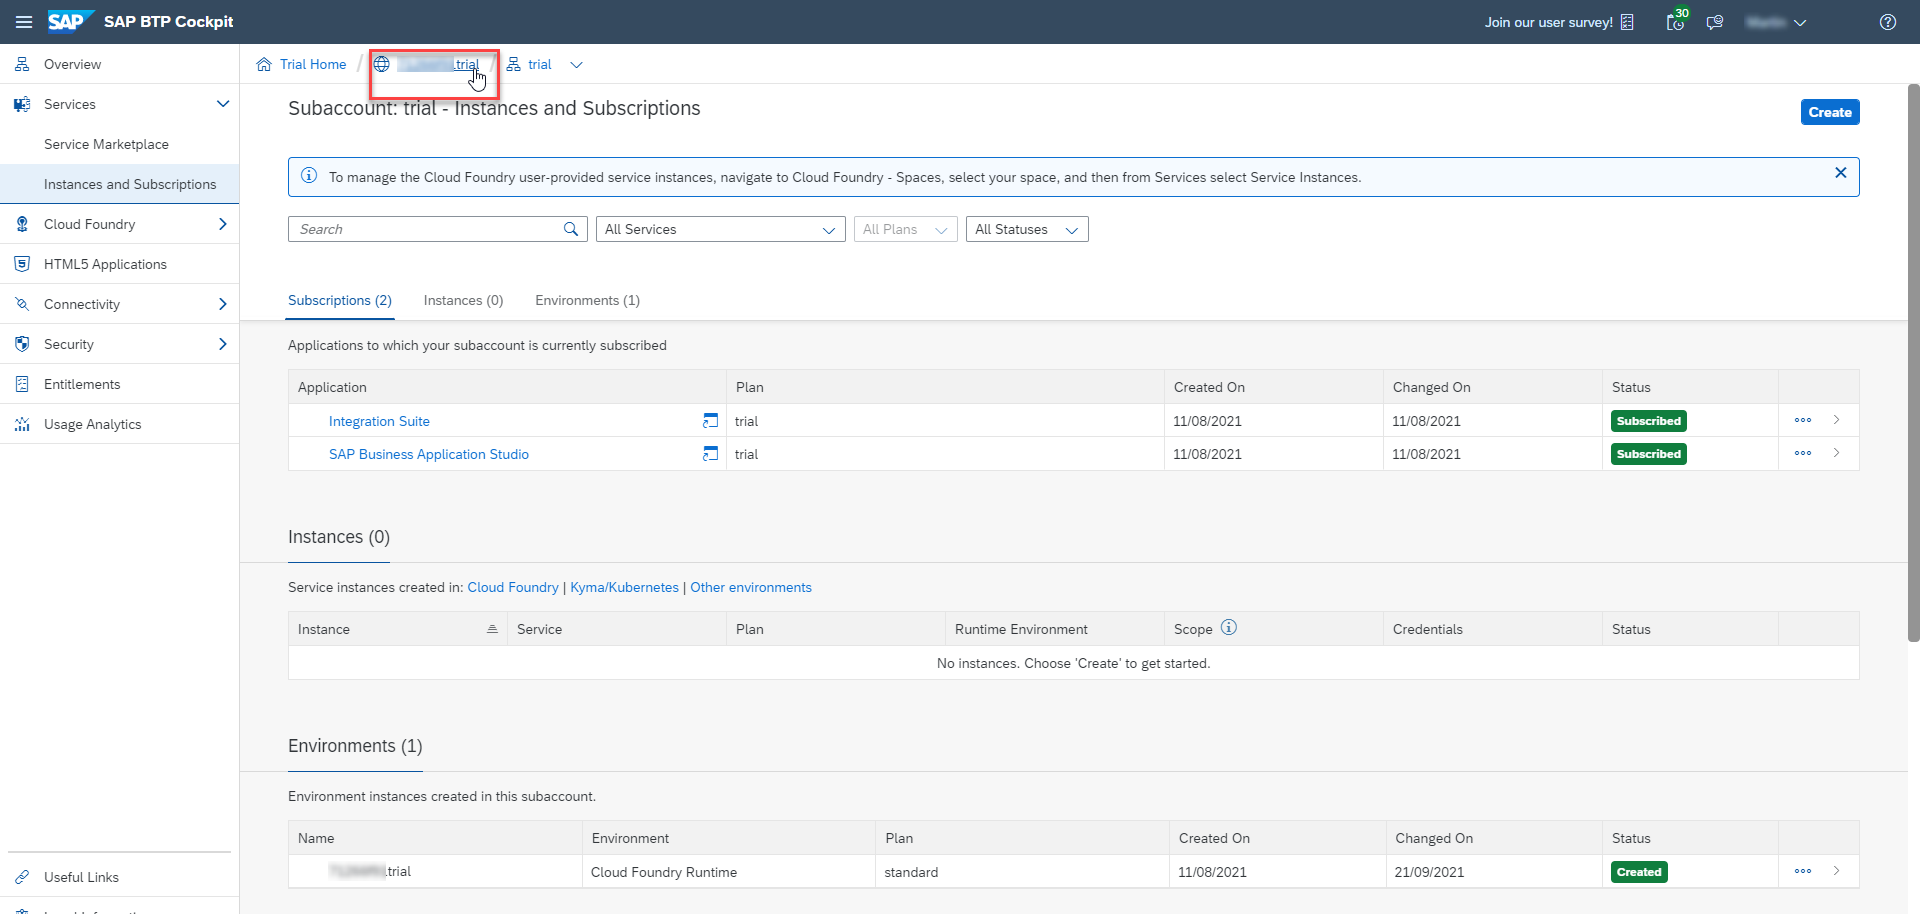 SAP SAP BTP Cockpit
Join our user survey! 30
Overview
Services
Service Marketplace
Instances and Subscriptions
Cloud Foundry
HTML5 Applications
Connectivity
Security
Entitlements
Usage Analytics
Useful Links
Trial Home / .trial / trial
Subaccount: trial - Instances and Subscriptions
Create
To manage the Cloud Foundry user-provided service instances, navigate to Cloud Foundry - Spaces, select your space, and then from Services select Service Instances.
Search All Services All Plans All Statuses
Subscriptions (2) Instances (0) Environments (1)
Applications to which your subaccount is currently subscribed
Application Plan Created On Changed On Status
Integration Suite trial 11/08/2021 11/08/2021 Subscribed
SAP Business Application Studio trial 11/08/2021 11/08/2021 Subscribed
Instances (0)
Service instances created in: Cloud Foundry | Kyma/Kubernetes | Other environments
Instance Service Plan Runtime Environment Scope Credentials Status
No instances. Choose 'Create' to get started.
Environments (1)
Environment instances created in this subaccount.
Name Environment Plan Created On Changed On Status
.trial Cloud Foundry Runtime standard 11/08/2021 21/09/2021 Created